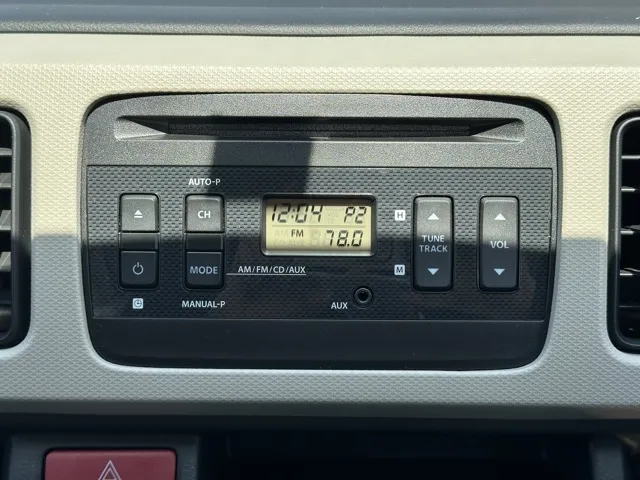 AUTO-P
CH
12:04 P2
FM 78.0
H
TUNE
TRACK
VOL
MODE
AM/FM/CD/AUX
M
MANUAL-P
AUX